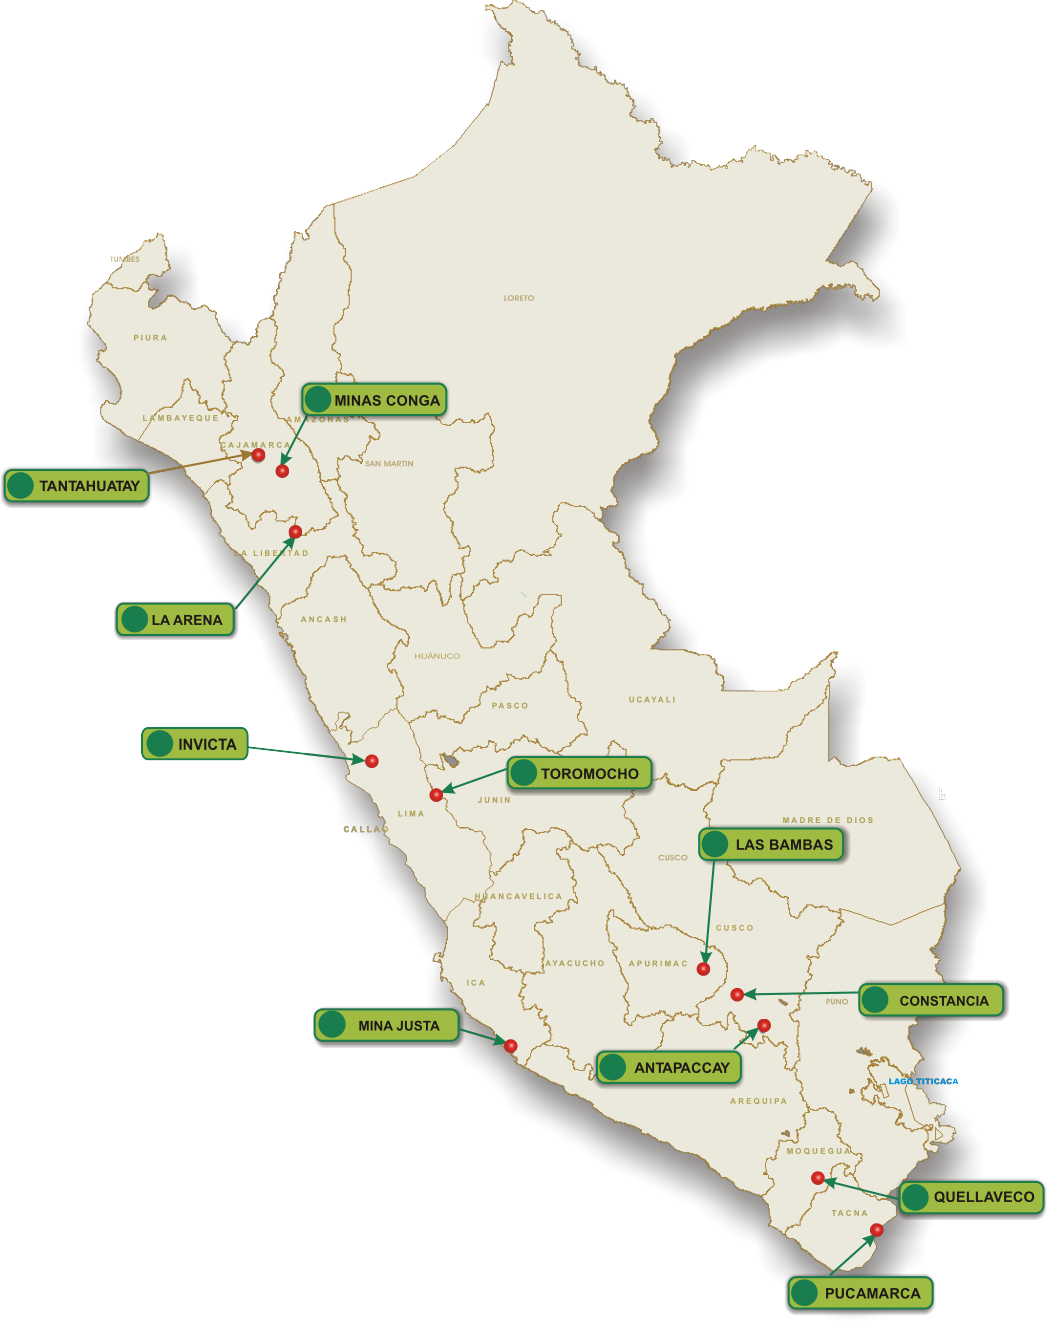 TUMBES
LORETO
PIURA
MINAS CONGA
LAMBAYEQUE
AMAZONAS
CAJAMARCA
SAN MARTIN
TANTAHUATAY
LA LIBERTAD
LA ARENA
ANCASH
HUÁNUCO
UCAYALI
PASCO
INVICTA
TOROMOCHO
JUNIN
LIMA
MADRE DE DIOS
CALLAO
LAS BAMBAS
CUSCO
HUANCAVELICA
CUSCO
AYACUCHO
APURIMAC
ICA
CONSTANCIA
PUNO
MINA JUSTA
ANTAPACCAY
LAGO TITICACA
AREQUIPA
MOQUEGUA
QUELLAVECO
TACNA
PUCAMARCA